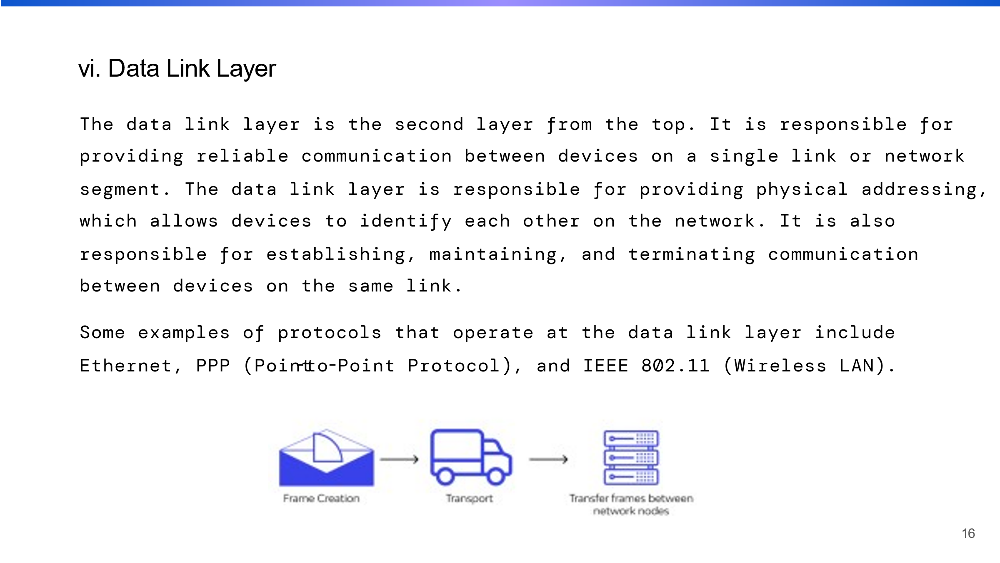 vi. Data Link Layer
The data link layer is the second layer from the top. It is responsible for
providing reliable communication between devices on a single link or network
segment. The data link layer is responsible for providing physical addressing,
which allows devices to identify each other on the network. It is also
responsible for establishing, maintaining, and terminating communication
between devices on the same link.
Some examples of protocols that operate at the data link layer include
Ethernet, PPP (Point-to-Point Protocol), and IEEE 802.11 (Wireless LAN).
Frame Creation
Transport
Transfer frames between
network nodes
16